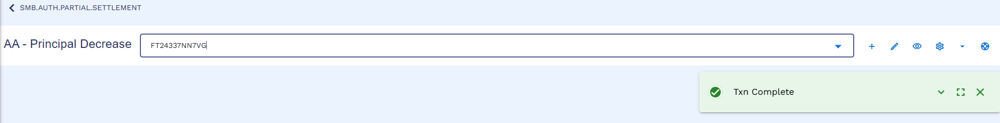 SMB.AUTH.PARTIAL.SETTLEMENT
AA - Principal Decrease
FT24337NN7VG
Txn Complete